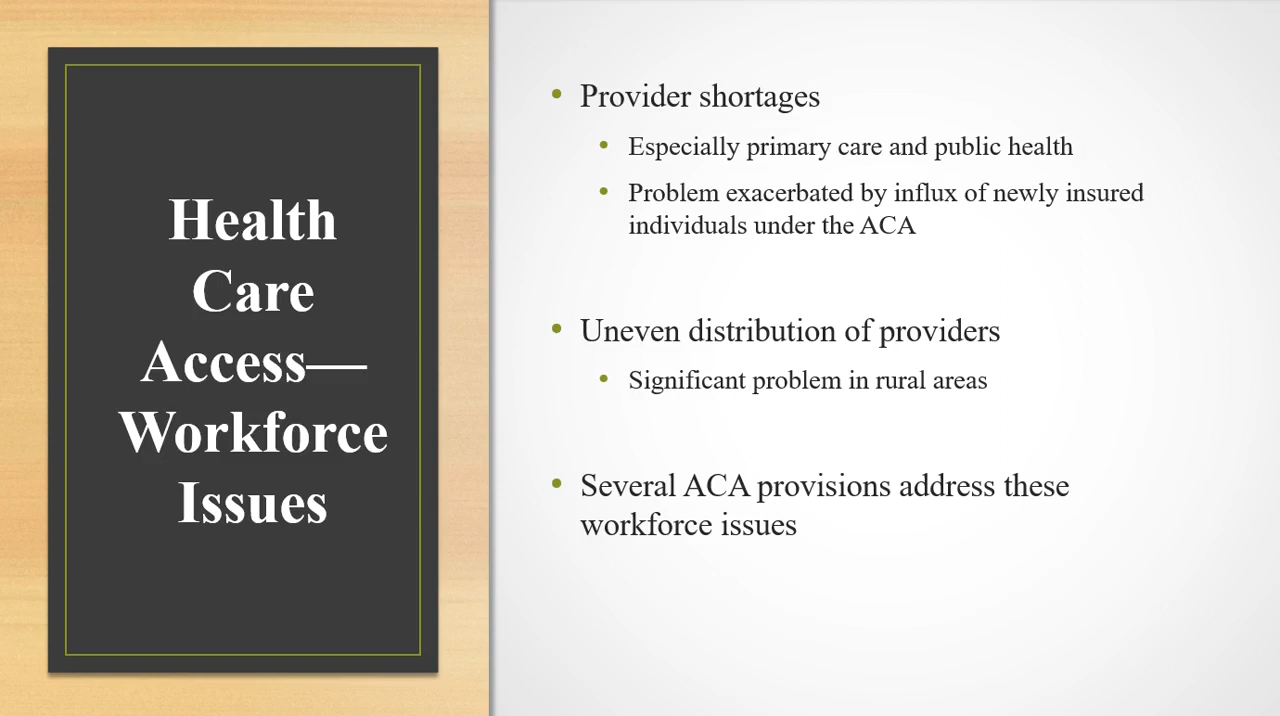 Health
Care
Access—
Workforce
Issues
• Provider shortages
• Especially primary care and public health
• Problem exacerbated by influx of newly insured
individuals under the ACA
• Uneven distribution of providers
• Significant problem in rural areas
• Several ACA provisions address these
workforce issues